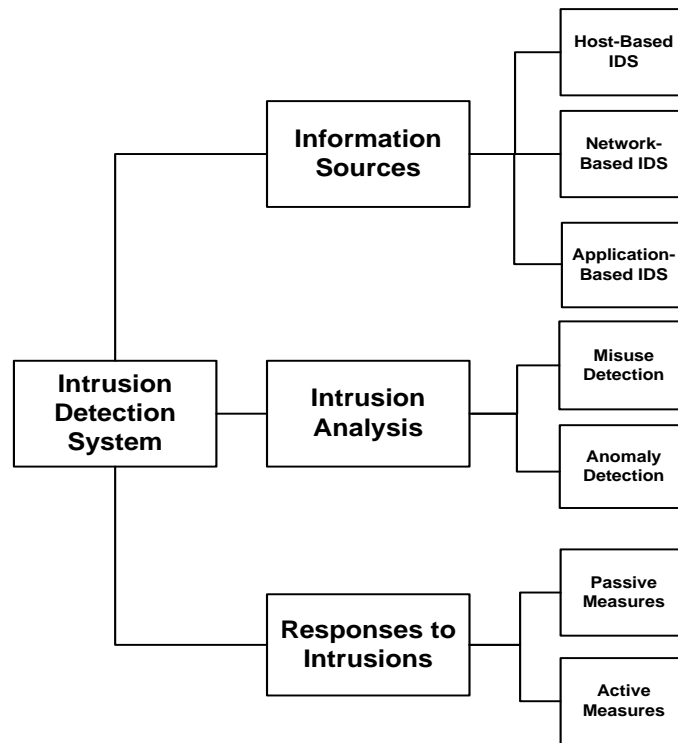 Host-Based
IDS
Information
Sources
Network-
Based IDS
Application-
Based IDS
Intrusion
Detection
System
Intrusion
Analysis
Misuse
Detection
Anomaly
Detection
Responses to
Intrusions
Passive
Measures
Active
Measures